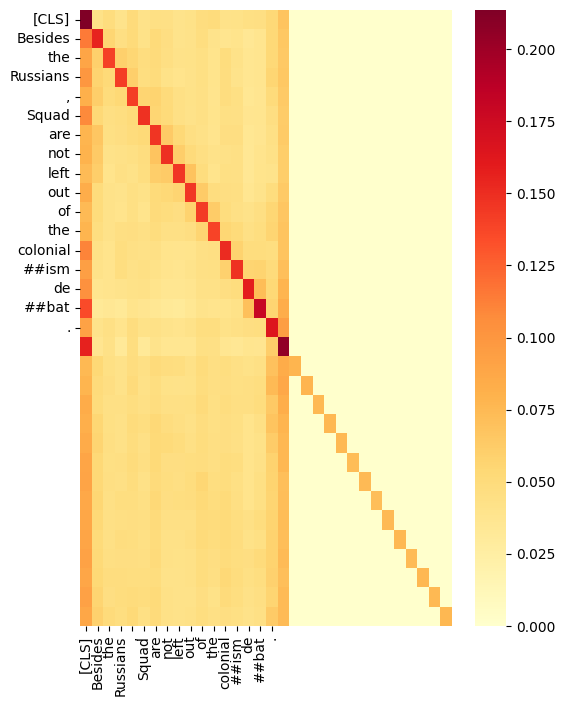 [CLS]
Besides
the
Russians
,
Squad
are
not
left
out
of
the
colonial
##ism
de
##bat
.
0.200
0.175
0.150
0.125
0.100
0.075
0.050
0.025
0.000
[CLS]
Besides
the
Russians
,
Squad
are
not
left
out
of
the
colonial
##ism
de
##bat
.